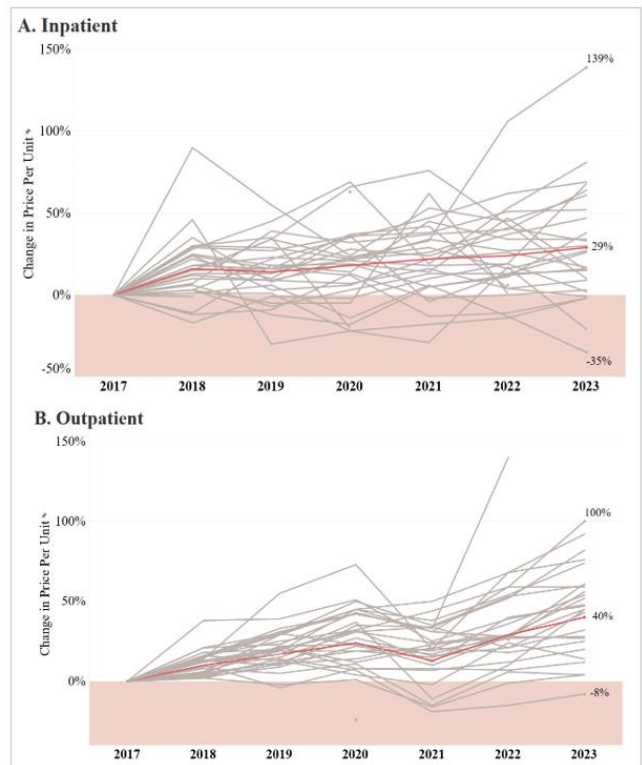 A. Inpatient
150%
139%
100%
Change in Price Per Unit %
50%
29%
0%
-35%
-50%
2017 2018 2019 2020 2021 2022 2023
B. Outpatient
150%
100%
100%
Change in Price Per Unit %
50%
40%
0%
-8%
2017 2018 2019 2020 2021 2022 2023